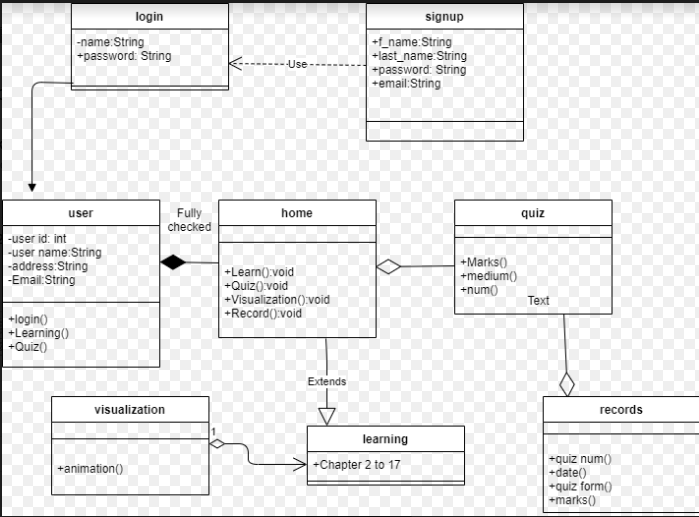 login
-name:String
+password: String
signup
+f_name:String
+last_name:String
+password: String
+email:String
Use
user
-user id: int
-user name:String
-address:String
-Email:String
+login()
+Learning()
+Quiz()
Fully
checked
home
+Learn():void
+Quiz():void
+Visualization():void
+Record():void
quiz
+Marks()
+medium()
+num()
Text
Extends
visualization
+animation()
1
learning
+Chapter 2 to 17
records
+quiz num()
+date()
+quiz form()
+marks()